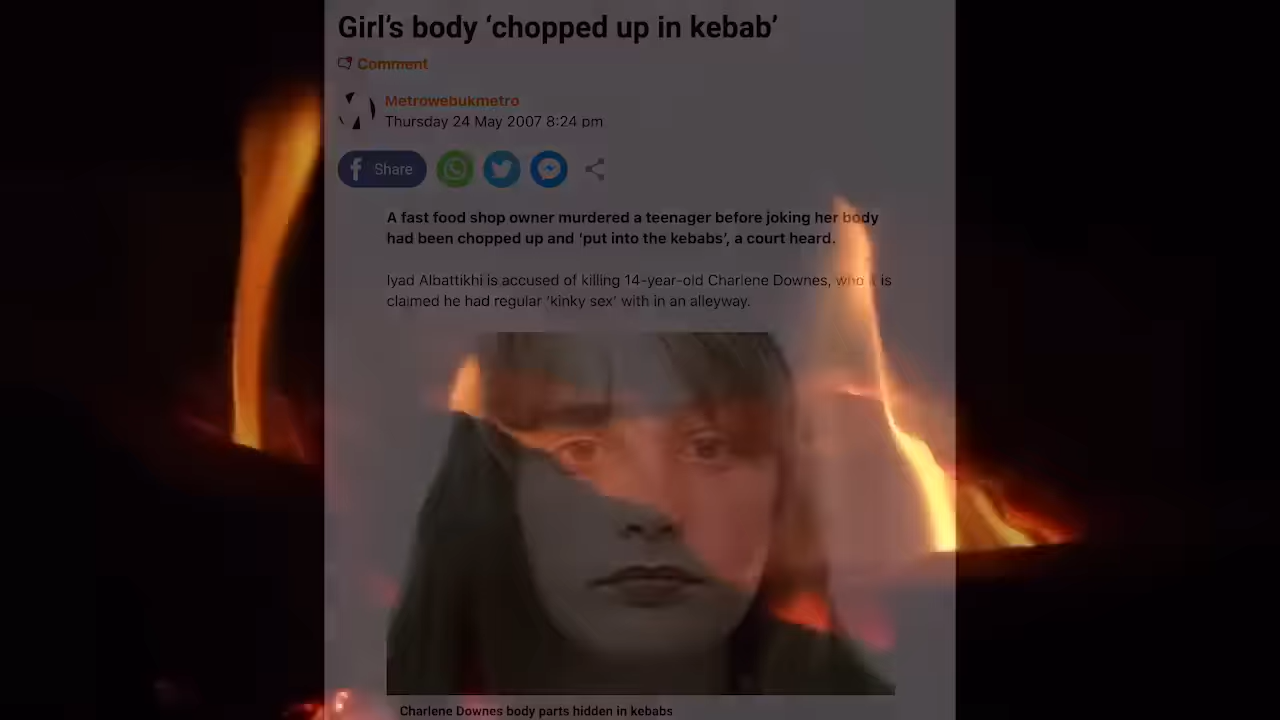 Girl’s body ‘chopped up in kebab’
Comment
Metrowebukmetro
Thursday 24 May 2007 8:24 pm
Share
A fast food shop owner murdered a teenager before joking her body
had been chopped up and ‘put into the kebabs’, a court heard.
Iyad Albattikhi is accused of killing 14-year-old Charlene Downes, who it is
claimed he had regular ‘kinky sex’ with in an alleyway.
Charlene Downes body parts hidden in kebabs